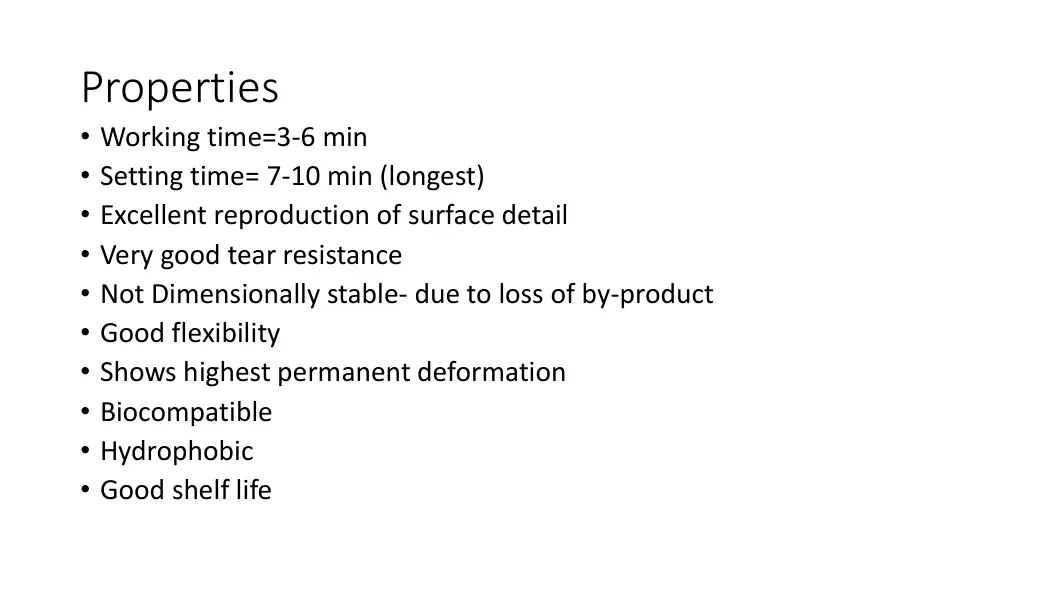 Properties
• Working time=3-6 min
• Setting time= 7-10 min (longest)
• Excellent reproduction of surface detail
• Very good tear resistance
• Not Dimensionally stable- due to loss of by-product
• Good flexibility
• Shows highest permanent deformation
• Biocompatible
• Hydrophobic
• Good shelf life